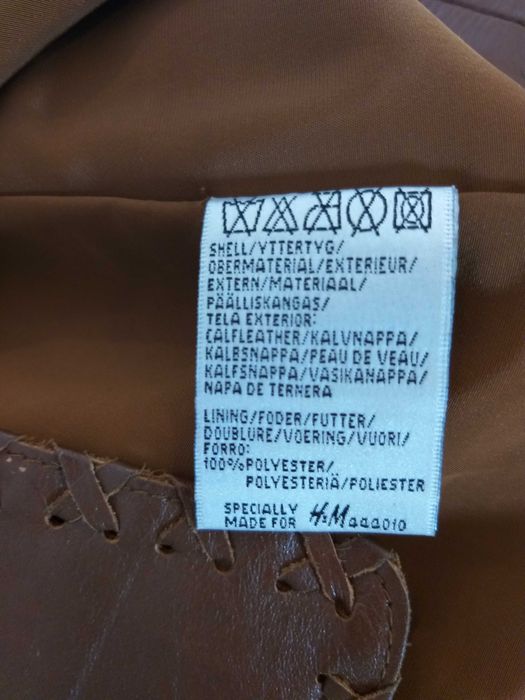 SHELL/YTTERTYG/
OBERMATERIAL/EXTERIEUR/
EXTERN/MATERIAAL/
PÄÄLLISKANGAS/
TELA EXTERIOR:
CALFLEATHER/KALVNAPPA/
KALBSNAPPA/PEAU DE VEAU/
KALFSNAPPA/VASIKANAPPA/
NAPA DE TERNERA
LINING/FODER/FUTTER/
DOUBLURE/VOERING/VUORI/
FORRO:
100%POLYESTER/
POLYESTERIÄ/POLIESTER
SPECIALLY
MADE FOR H&M 444010